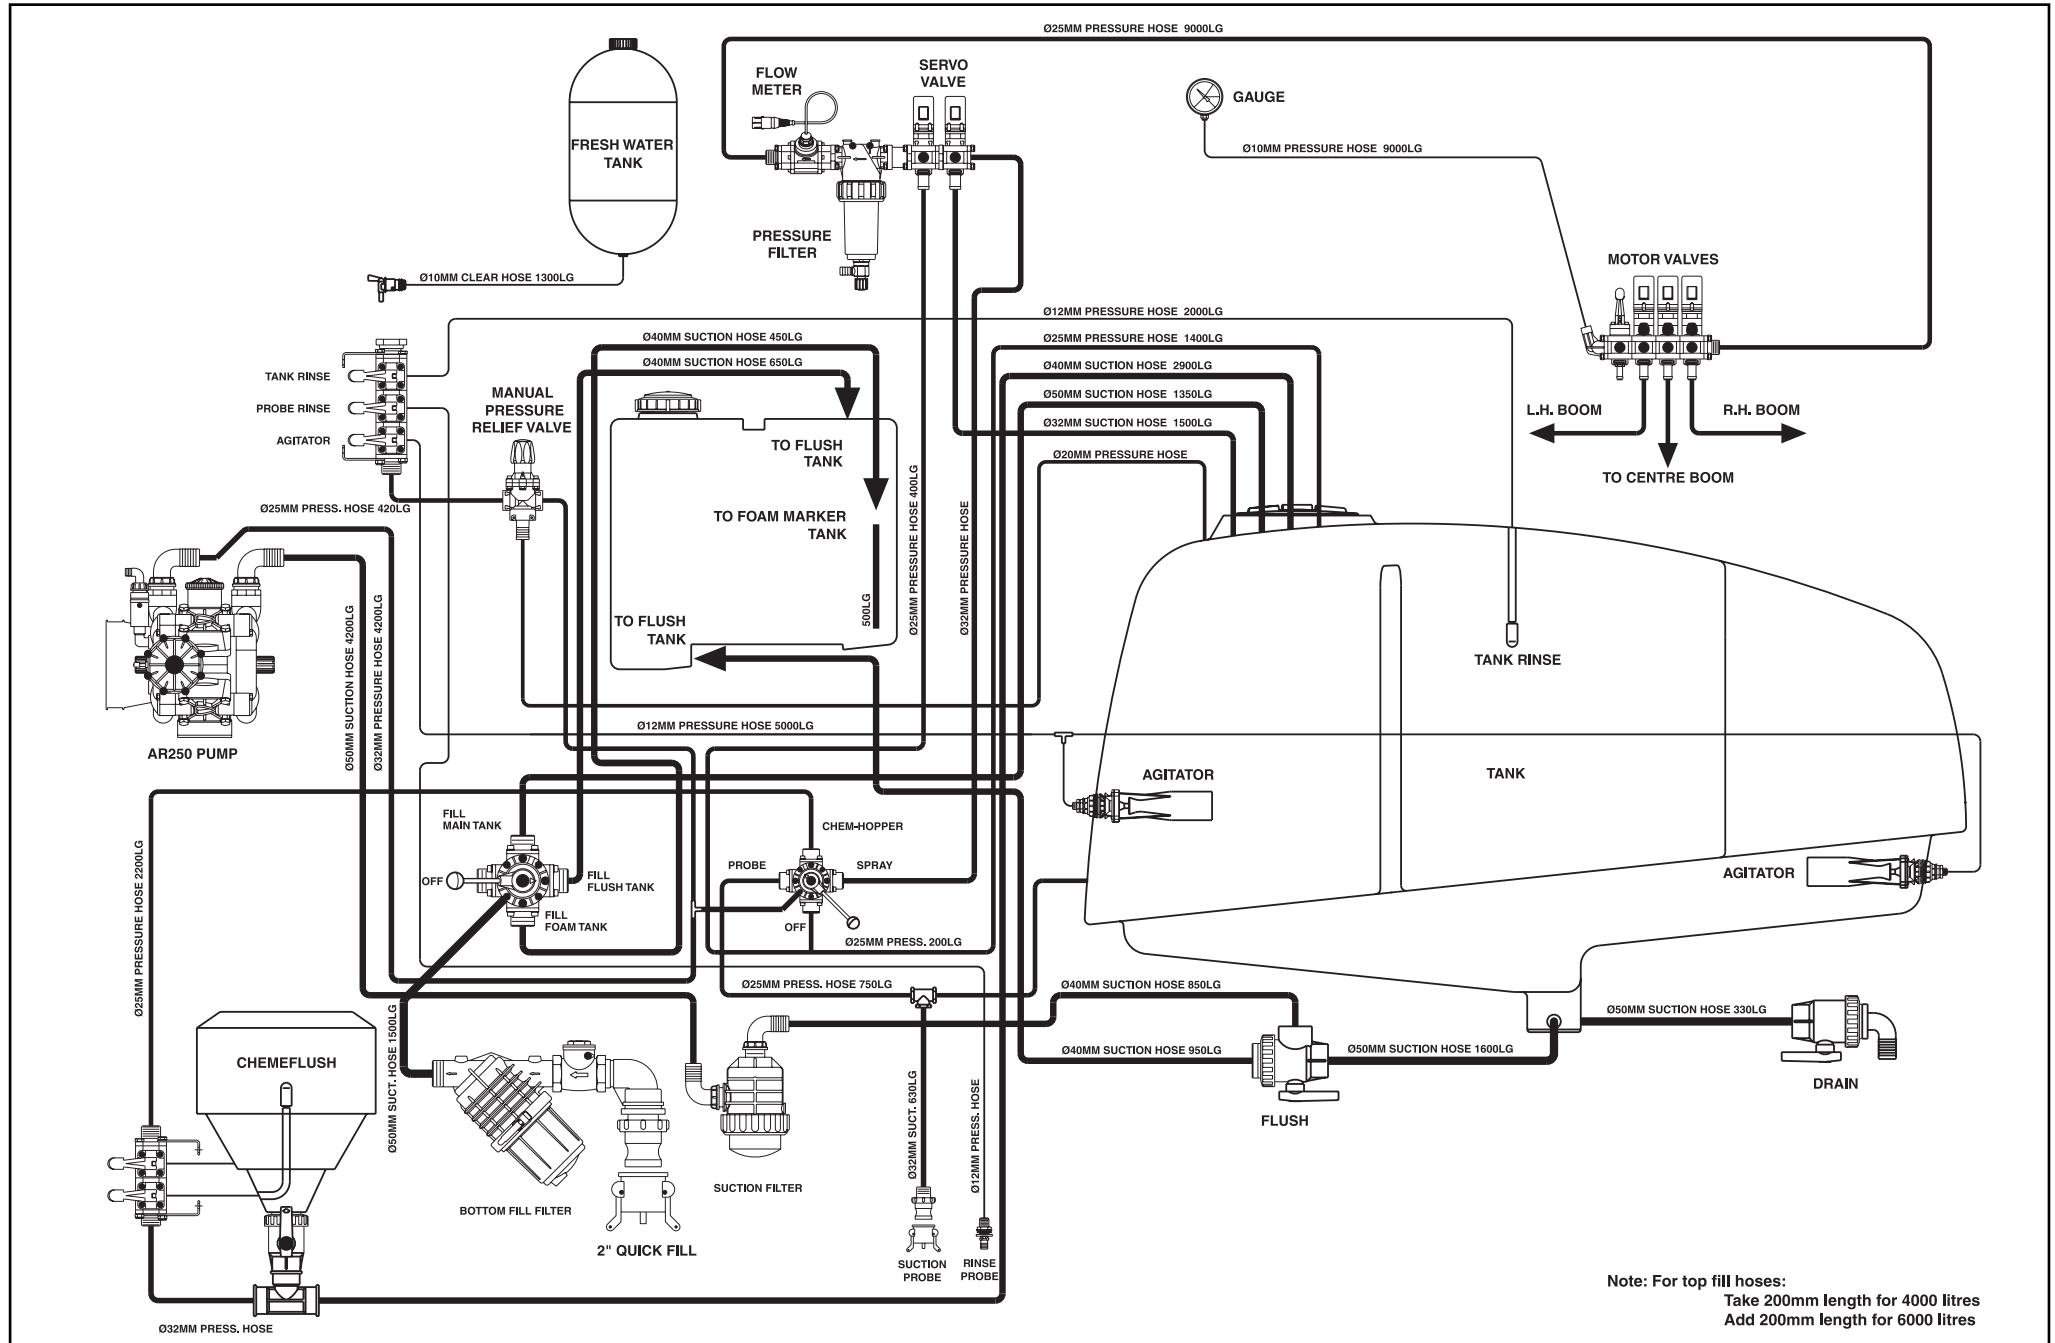 Ø25MM PRESSURE HOSE 9000LG
FLOW
METER
SERVO
VALVE
GAUGE
FRESH WATER
TANK
Ø10MM PRESSURE HOSE 9000LG
PRESSURE
FILTER
MOTOR VALVES
Ø10MM CLEAR HOSE 1300LG
Ø12MM PRESSURE HOSE 2000LG
Ø40MM SUCTION HOSE 450LG
Ø25MM PRESSURE HOSE 1400LG
Ø40MM SUCTION HOSE 650LG
Ø40MM SUCTION HOSE 2900LG
TANK RINSE
PROBE RINSE
AGITATOR
MANUAL
PRESSURE
RELIEF VALVE
Ø50MM SUCTION HOSE 1350LG
L.H. BOOM
R.H. BOOM
Ø32MM SUCTION HOSE 1500LG
TO FLUSH
TANK
Ø20MM PRESSURE HOSE
TO CENTRE BOOM
Ø25MM PRESS. HOSE 420LG
TO FOAM MARKER
TANK
Ø25MM PRESSURE HOSE 400LG
Ø32MM PRESSURE HOSE
500LG
TO FLUSH
TANK
Ø50MM SUCTION HOSE 4200LG
Ø32MM PRESSURE HOSE 4200LG
TANK RINSE
AR250 PUMP
Ø12MM PRESSURE HOSE 5000LG
AGITATOR
TANK
FILL
MAIN TANK
CHEM-HOPPER
PROBE
SPRAY
OFF
FILL
FLUSH TANK
AGITATOR
FILL
FOAM TANK
OFF
Ø25MM PRESS. 200LG
Ø25MM PRESSURE HOSE 2200LG
Ø25MM PRESS. HOSE 750LG
Ø40MM SUCTION HOSE 850LG
Ø50MM SUCTION HOSE 330LG
CHEMEFLUSH
Ø50MM SUCT. HOSE 1500LG
Ø40MM SUCTION HOSE 950LG
Ø50MM SUCTION HOSE 1600LG
DRAIN
FLUSH
Ø32MM SUCT. 630LG
Ø12MM PRESS. HOSE
SUCTION FILTER
BOTTOM FILL FILTER
2" QUICK FILL
SUCTION
PROBE
RINSE
PROBE
Ø32MM PRESS. HOSE
Note: For top fill hoses:
Take 200mm length for 4000 litres
Add 200mm length for 6000 litres